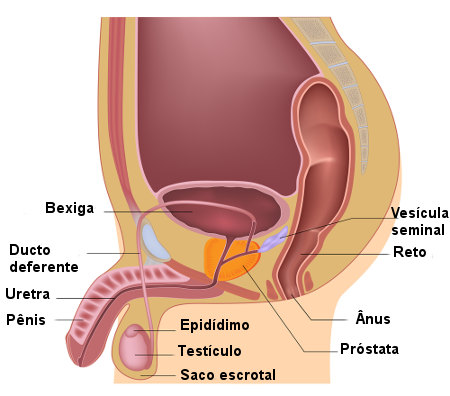 Bexiga
Ducto
deferente
Uretra
Pênis
Epidídimo
Testículo
Saco escrotal
Vesícula
seminal
Reto
Ânus
Próstata